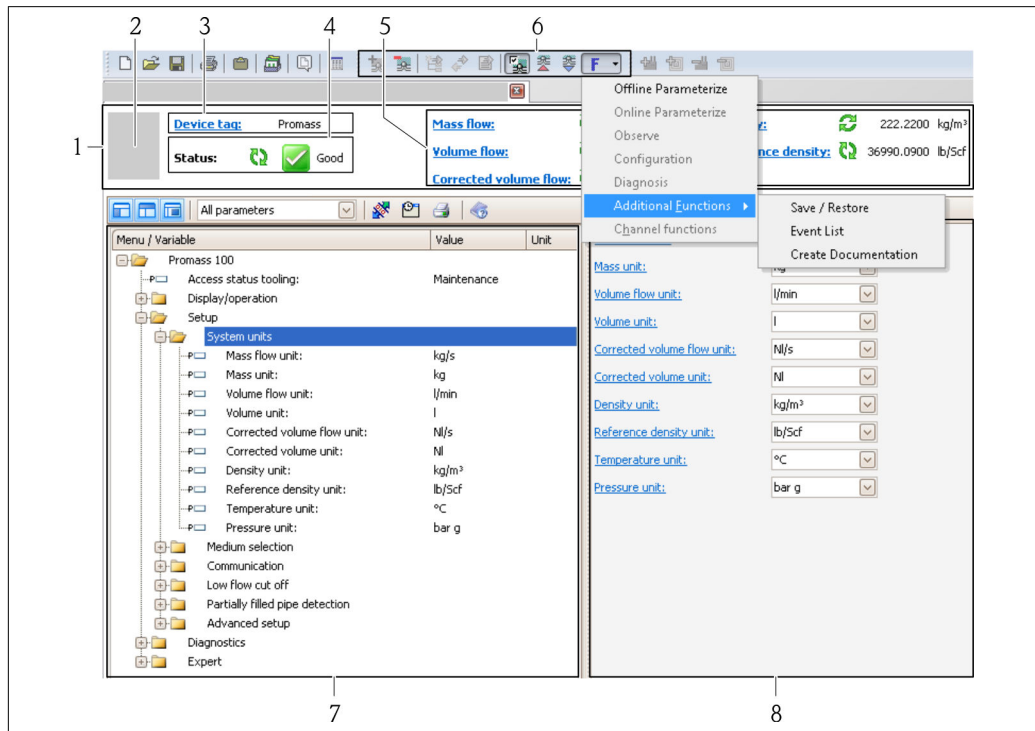 2 3 4 5 6
F
Offline Parameterize
Online Parameterize
Observe
Configuration
Diagnosis
Additional Functions
Channel functions
Save / Restore
Event List
Create Documentation
1
Device tag: Promass
Status: Good
Mass flow:
Volume flow:
Corrected volume flow:
222.2200 kg/m³
nce density: 36990.0900 lb/Scf
All parameters
Menu / Variable Value Unit
Promass 100
Access status tooling: Maintenance
Display/operation
Setup
System units
Mass flow unit: kg/s
Mass unit: kg
Volume flow unit: l/min
Volume unit: l
Corrected volume flow unit: Nl/s
Corrected volume unit: Nl
Density unit: kg/m³
Reference density unit: lb/Scf
Temperature unit: °C
Pressure unit: bar g
Medium selection
Communication
Low flow cut off
Partially filled pipe detection
Advanced setup
Diagnostics
Expert
Mass unit: kg
Volume flow unit: l/min
Volume unit: l
Corrected volume flow unit: Nl/s
Corrected volume unit: Nl
Density unit: kg/m³
Reference density unit: lb/Scf
Temperature unit: °C
Pressure unit: bar g
7 8